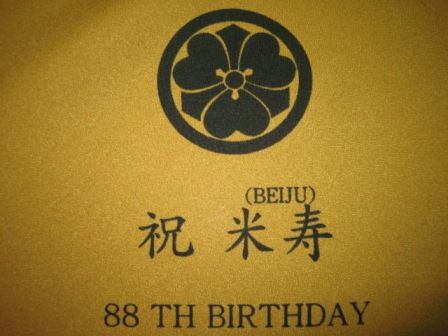 (BEIJU)
祝 米寿
88 TH BIRTHDAY